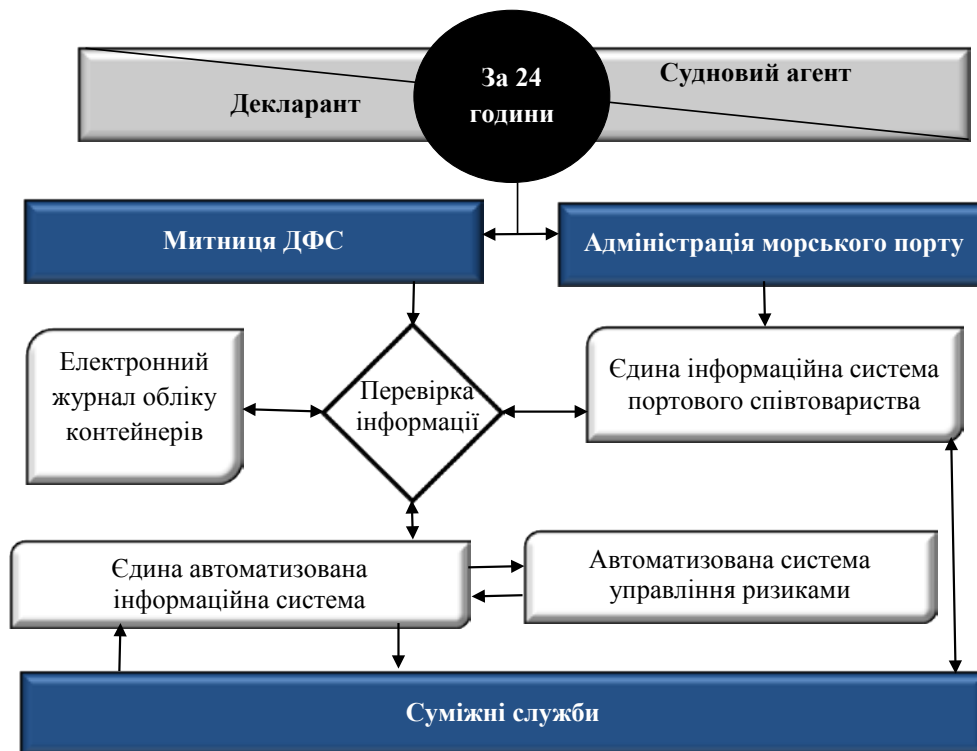 За 24
години
Судновий агент
Декларант
Митниця ДФС
Адміністрація морського порту
Електронний
журнал обліку
контейнерів
Перевірка
інформації
Єдина інформаційна система
портового співтовариства
Єдина автоматизована
інформаційна система
Автоматизована система
управління ризиками
Суміжні служби